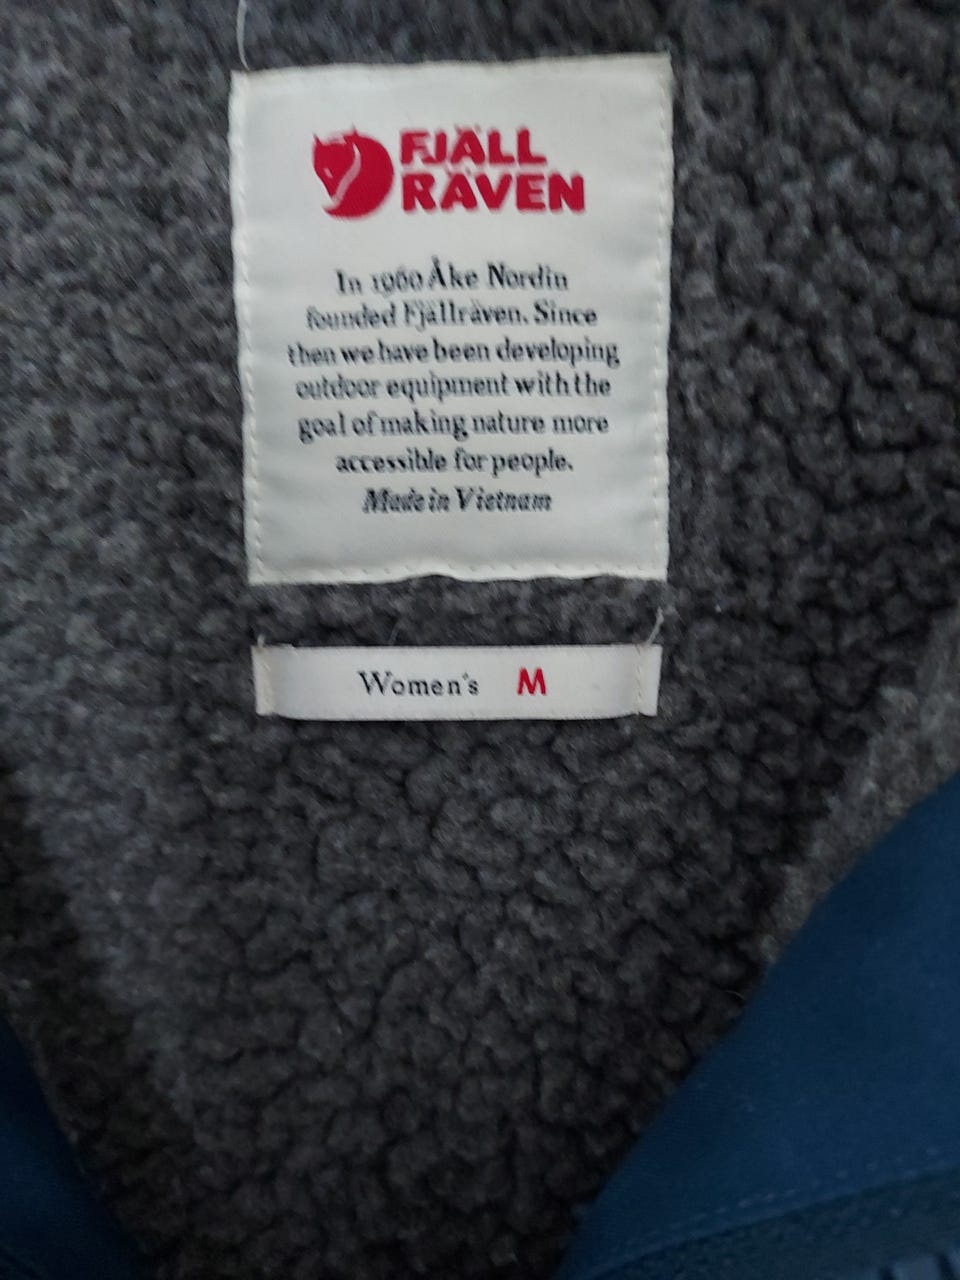 FJÄLL
RÄVEN
In 1960 Åke Nordin
founded Fjällräven. Since
then we have been developing
outdoor equipment with the
goal of making nature more
accessible for people.
Made in Vietnam
Women's M